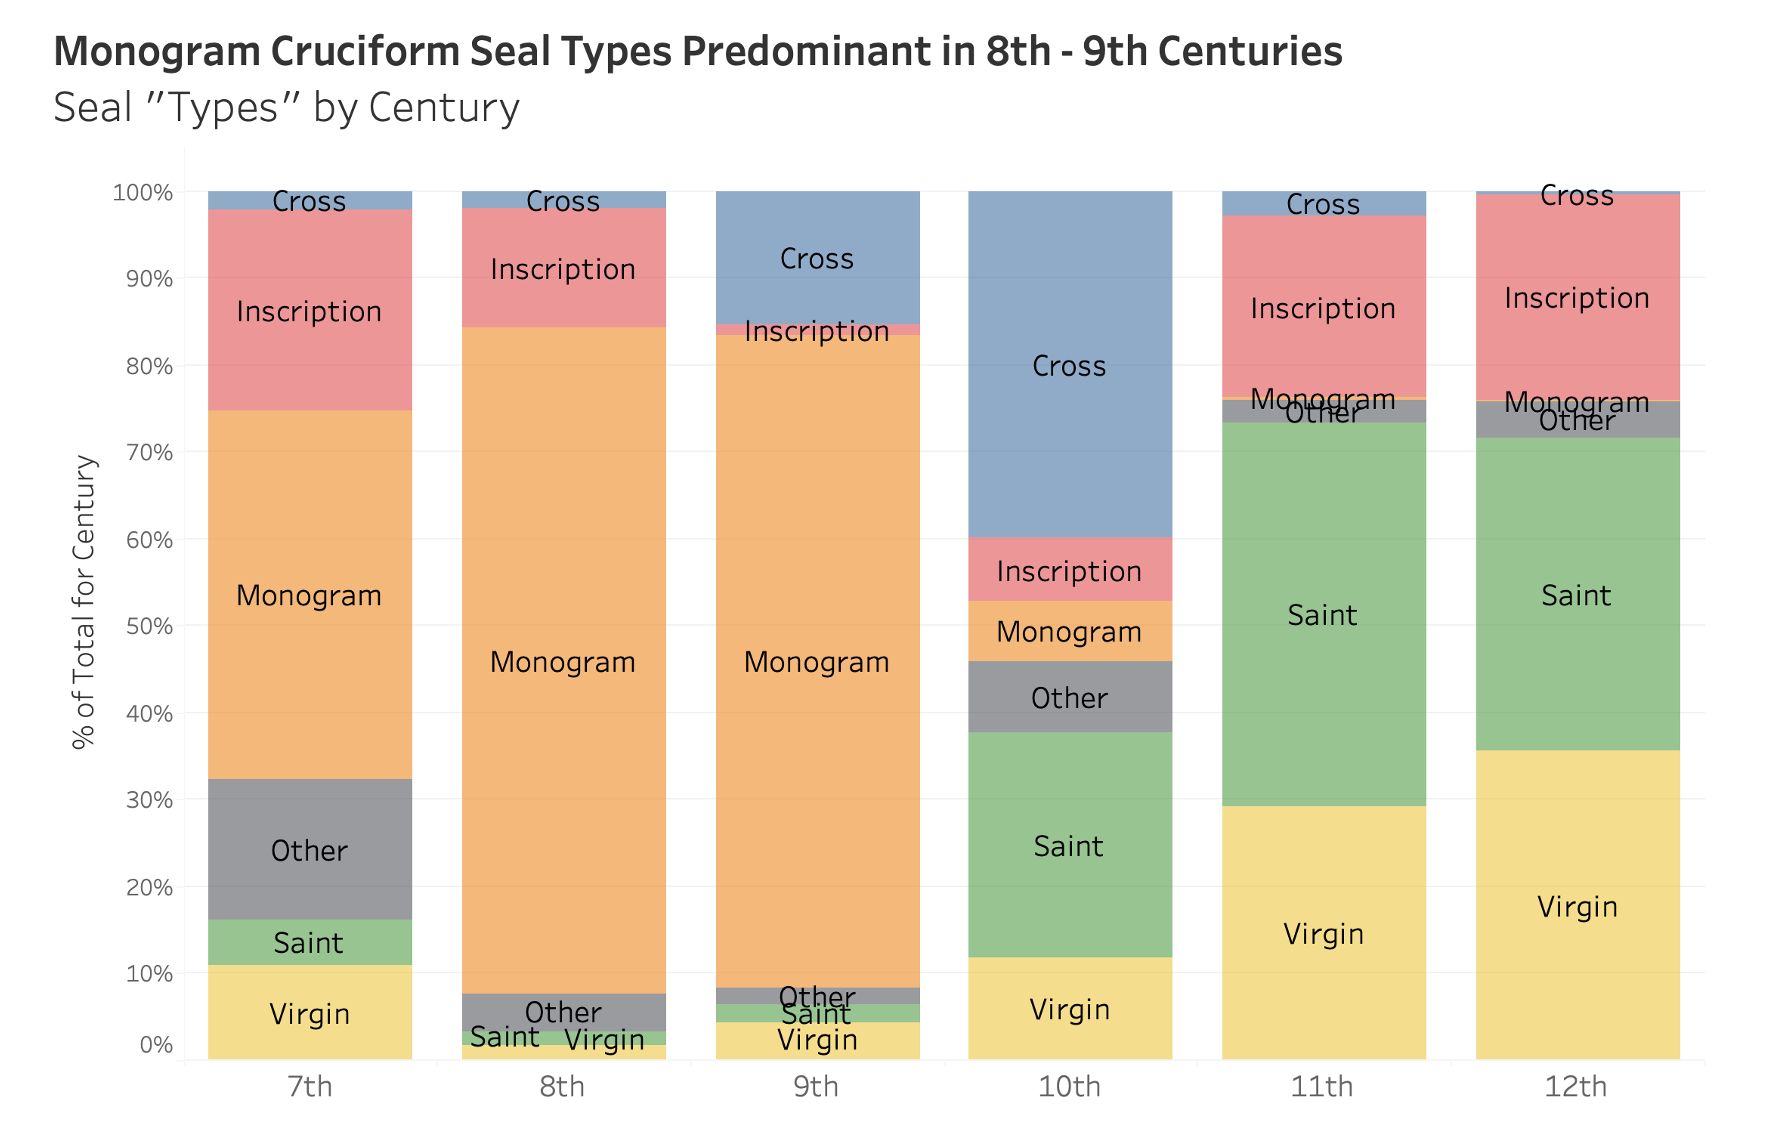 Monogram Cruciform Seal Types Predominant in 8th - 9th Centuries
Seal "Types" by Century
% of Total for Century
100%
90%
80%
70%
60%
50%
40%
30%
20%
10%
0%
Cross
Inscription
Monogram
Other
Saint
Virgin
Cross
Inscription
Monogram
Other
Saint Virgin
Cross
Inscription
Monogram
Other
Saint
Virgin
Cross
Inscription
Monogram
Other
Saint
Virgin
Cross
Inscription
Monogram
Other
Saint
Virgin
Cross
Inscription
Monogram
Other
Saint
Virgin
7th 8th 9th 10th 11th 12th